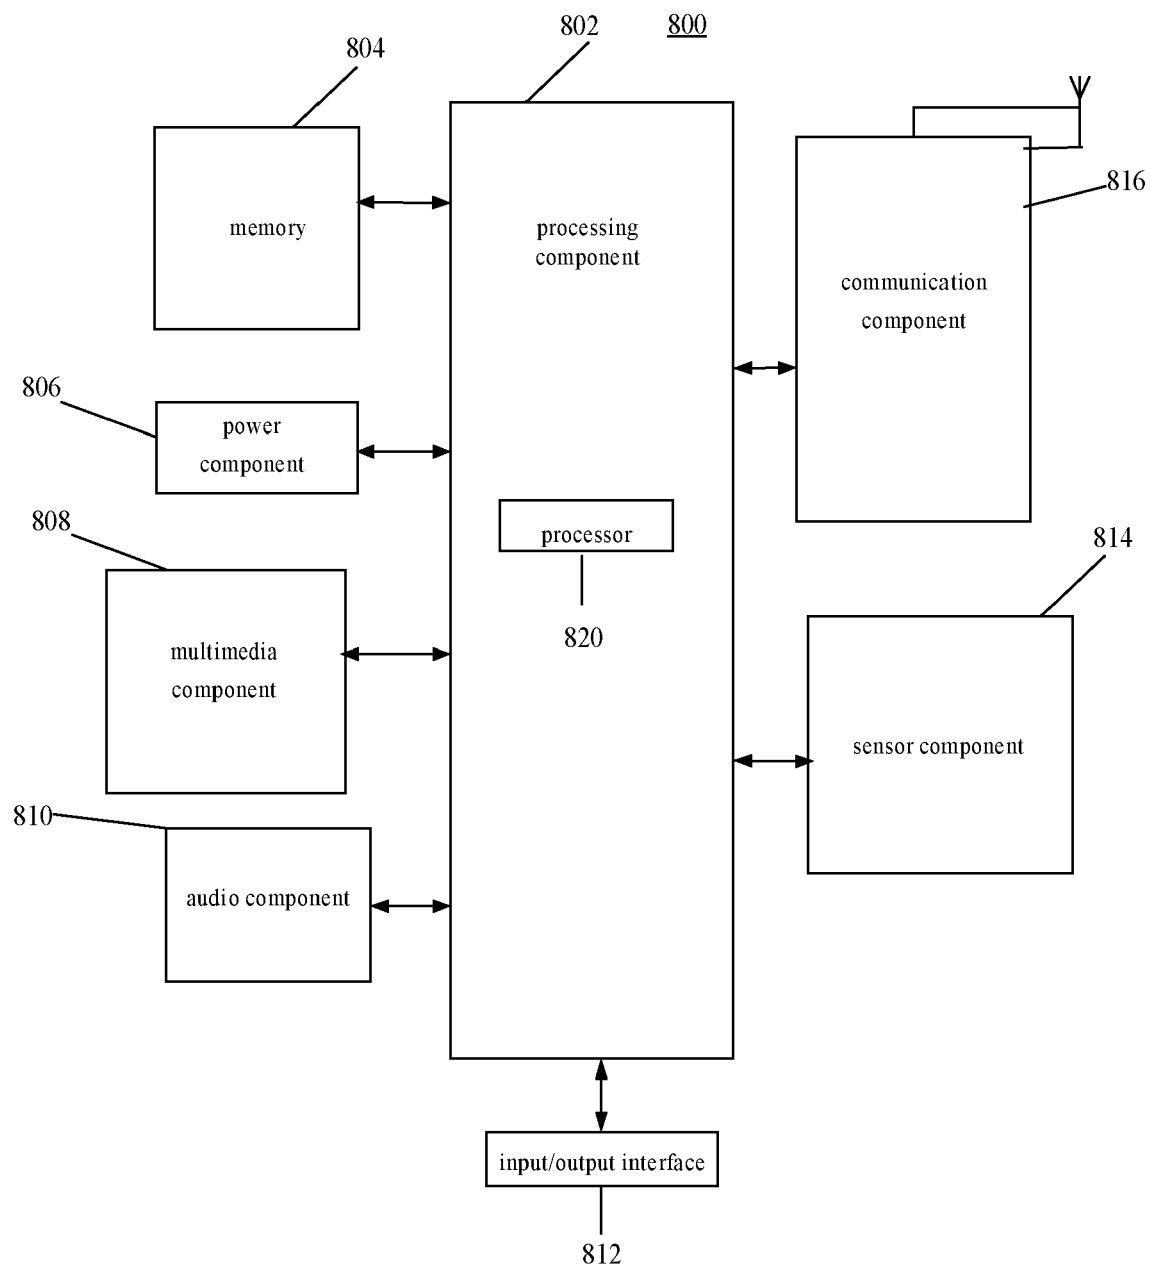 802
800
804
816
memory
processing
component
communication
component
806
power
component
808
processor
814
820
multimedia
component
sensor component
810
audio component
input/output interface
812